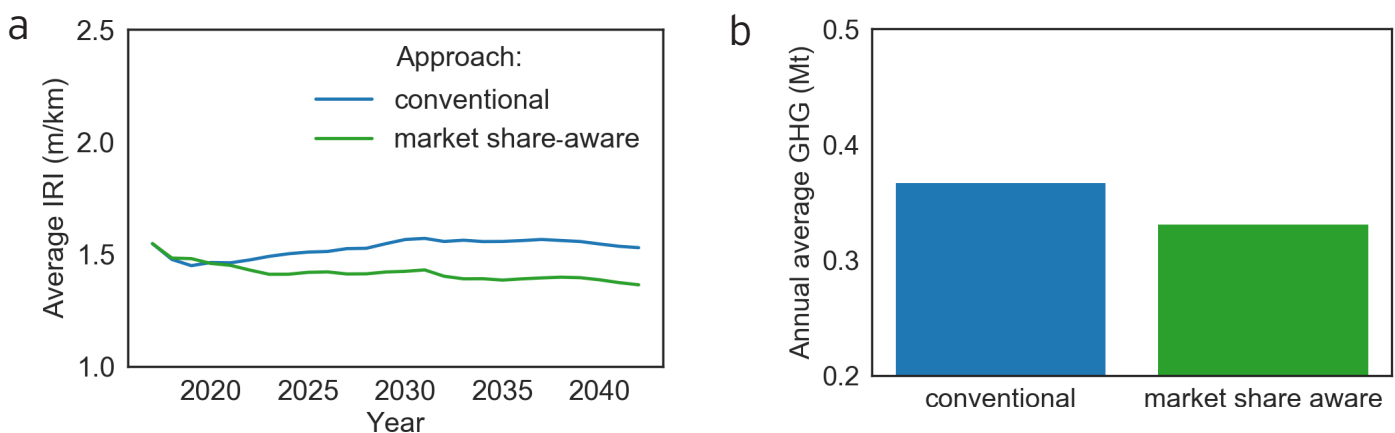 a
2.5
2.0
1.5
1.0
Average IRI (m/km)
Approach:
conventional
market share-aware
2020 2025 2030 2035 2040
Year
b
0.5
0.4
0.3
0.2
Annual average GHG (Mt)
conventional market share aware